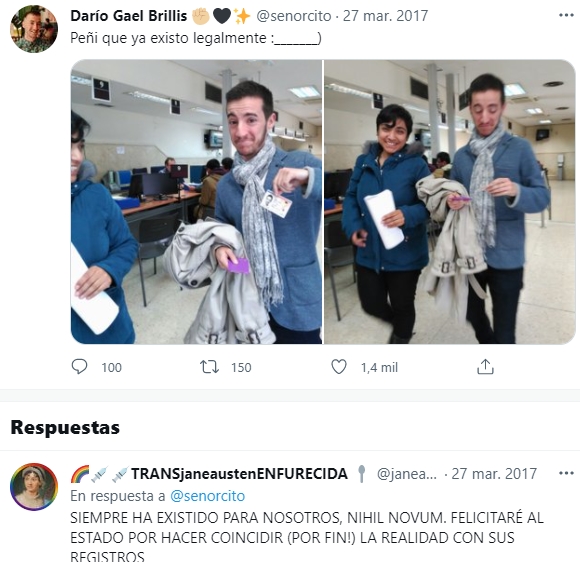 Darío Gael Brillis ✊🏼🖤✨ @senorcito · 27 mar. 2017
Peñi que ya existo legalmente :_______)
100 150 1,4 mil
Respuestas
🌈💉💉TRANSjaneaustenENFURECIDA 🥄 @janea... · 27 mar. 2017
En respuesta a @senorcito
SIEMPRE HA EXISTIDO PARA NOSOTROS, NIHIL NOVUM. FELICITARÉ AL
ESTADO POR HACER COINCIDIR (POR FIN!) LA REALIDAD CON SUS
REGISTROS